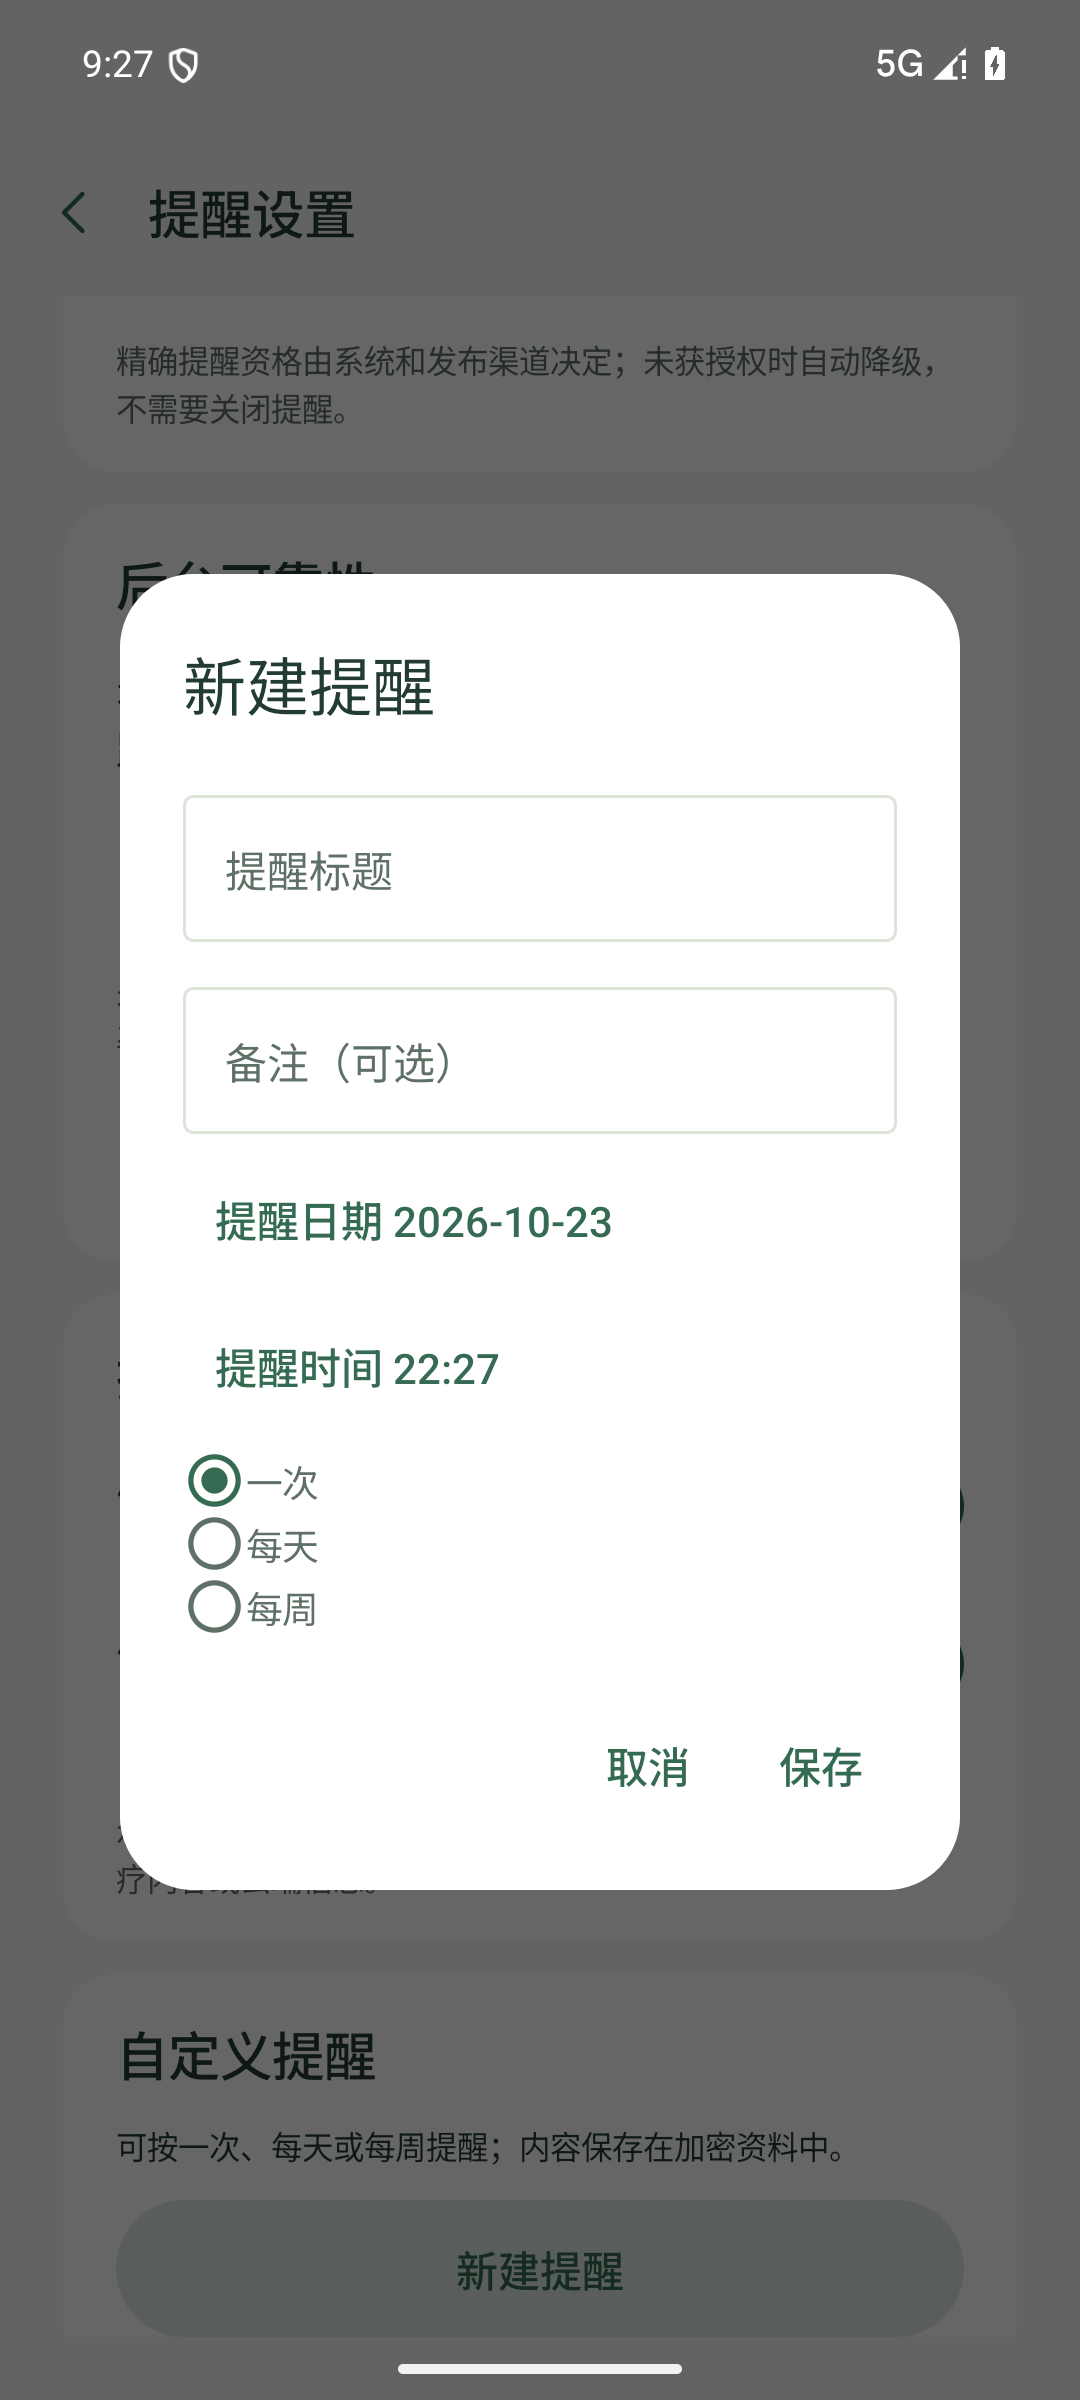 9:27
5G
提醒设置
精确提醒资格由系统和发布渠道决定；未获授权时自动降级，
不需要关闭提醒。
新建提醒
提醒标题
备注（可选）
提醒日期 2026-10-23
提醒时间 22:27
一次
每天
每周
取消
保存
自定义提醒
可按一次、每天或每周提醒；内容保存在加密资料中。
新建提醒